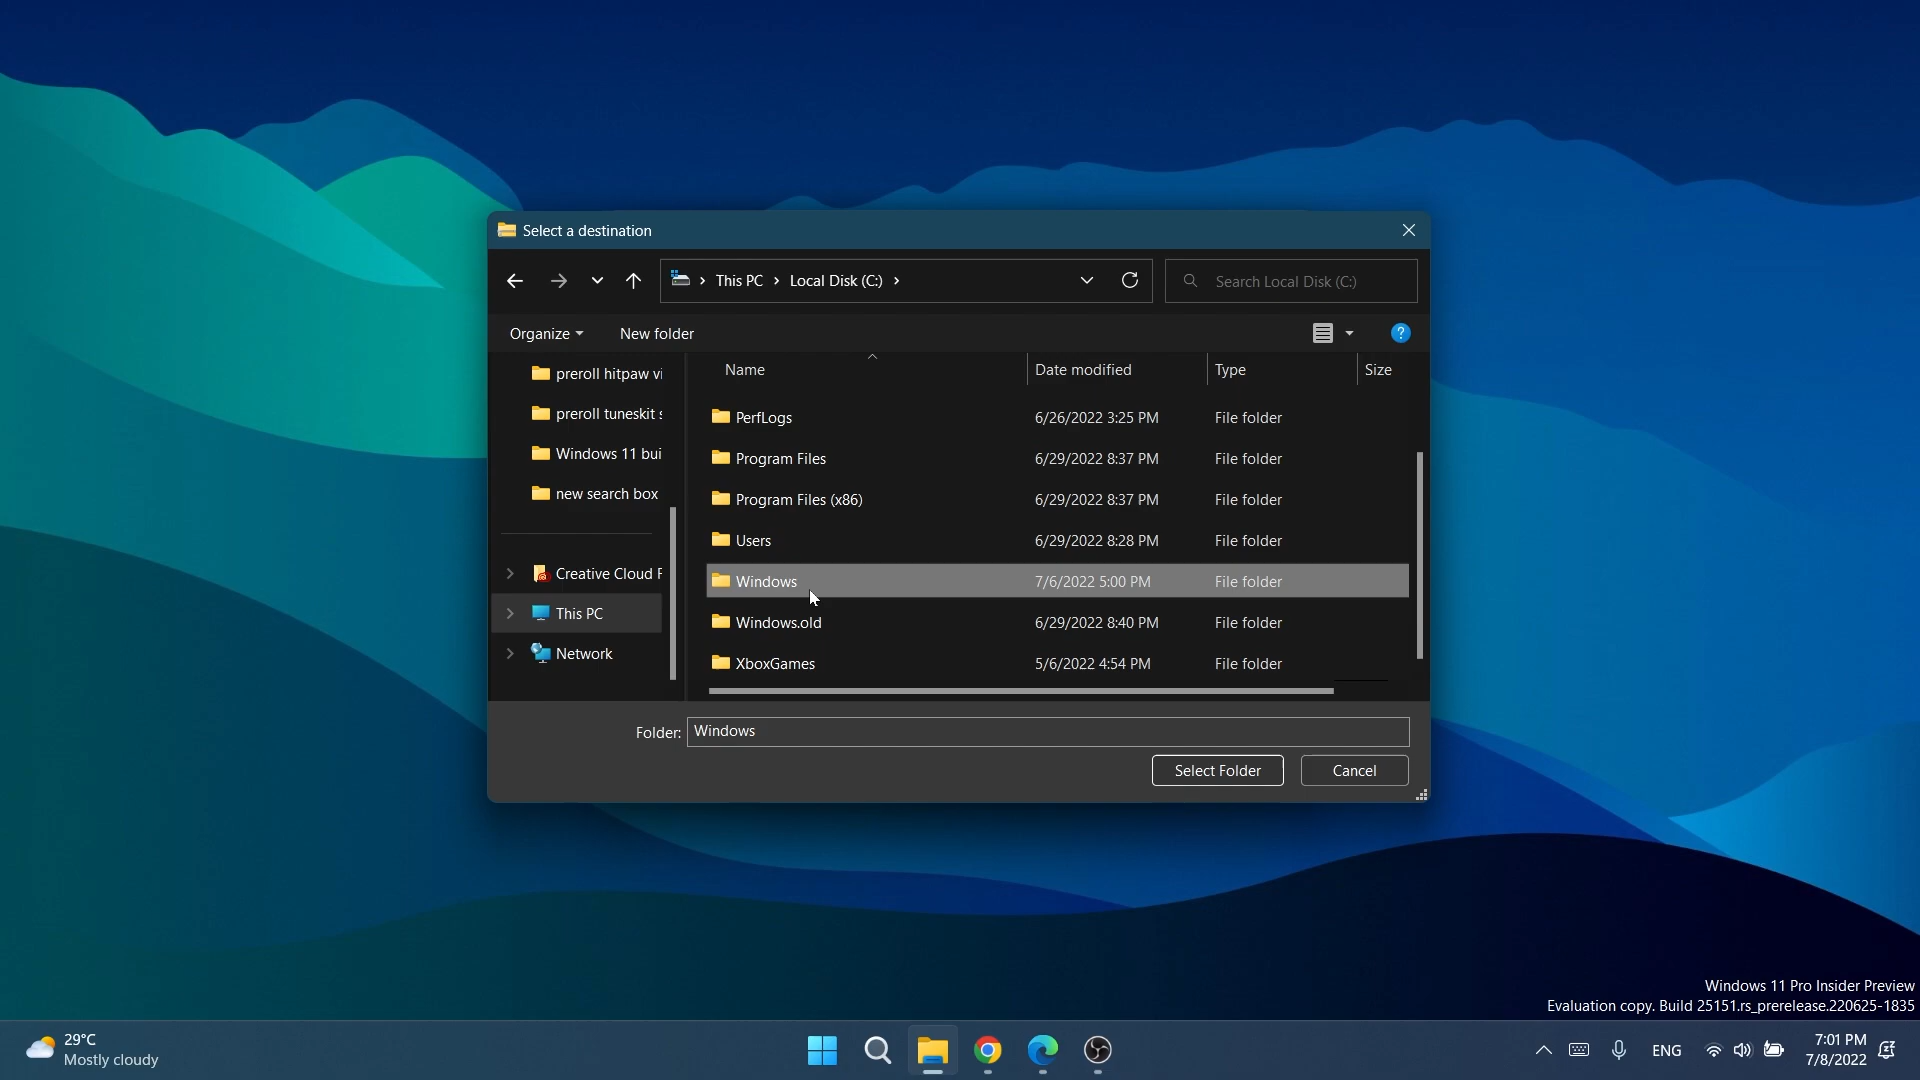 Select a destination
This PC
Local Disk (C:)
Search Local Disk (C:)
Organize
New folder
preroll hitpaw vi
preroll tuneskit s
Windows 11 bui
new search box
Creative Cloud F
This PC
Network
Name Date modified Type Size
PerfLogs 6/26/2022 3:25 PM File folder
Program Files 6/29/2022 8:37 PM File folder
Program Files (x86) 6/29/2022 8:37 PM File folder
Users 6/29/2022 8:28 PM File folder
Windows 7/6/2022 5:00 PM File folder
Windows.old 6/29/2022 8:40 PM File folder
XboxGames 5/6/2022 4:54 PM File folder
Folder: Windows
Select Folder Cancel
Windows 11 Pro Insider Preview
Evaluation copy. Build 25151.rs_prerelease.220625-1835
29°C
Mostly cloudy
ENG
7:01 PM
7/8/2022